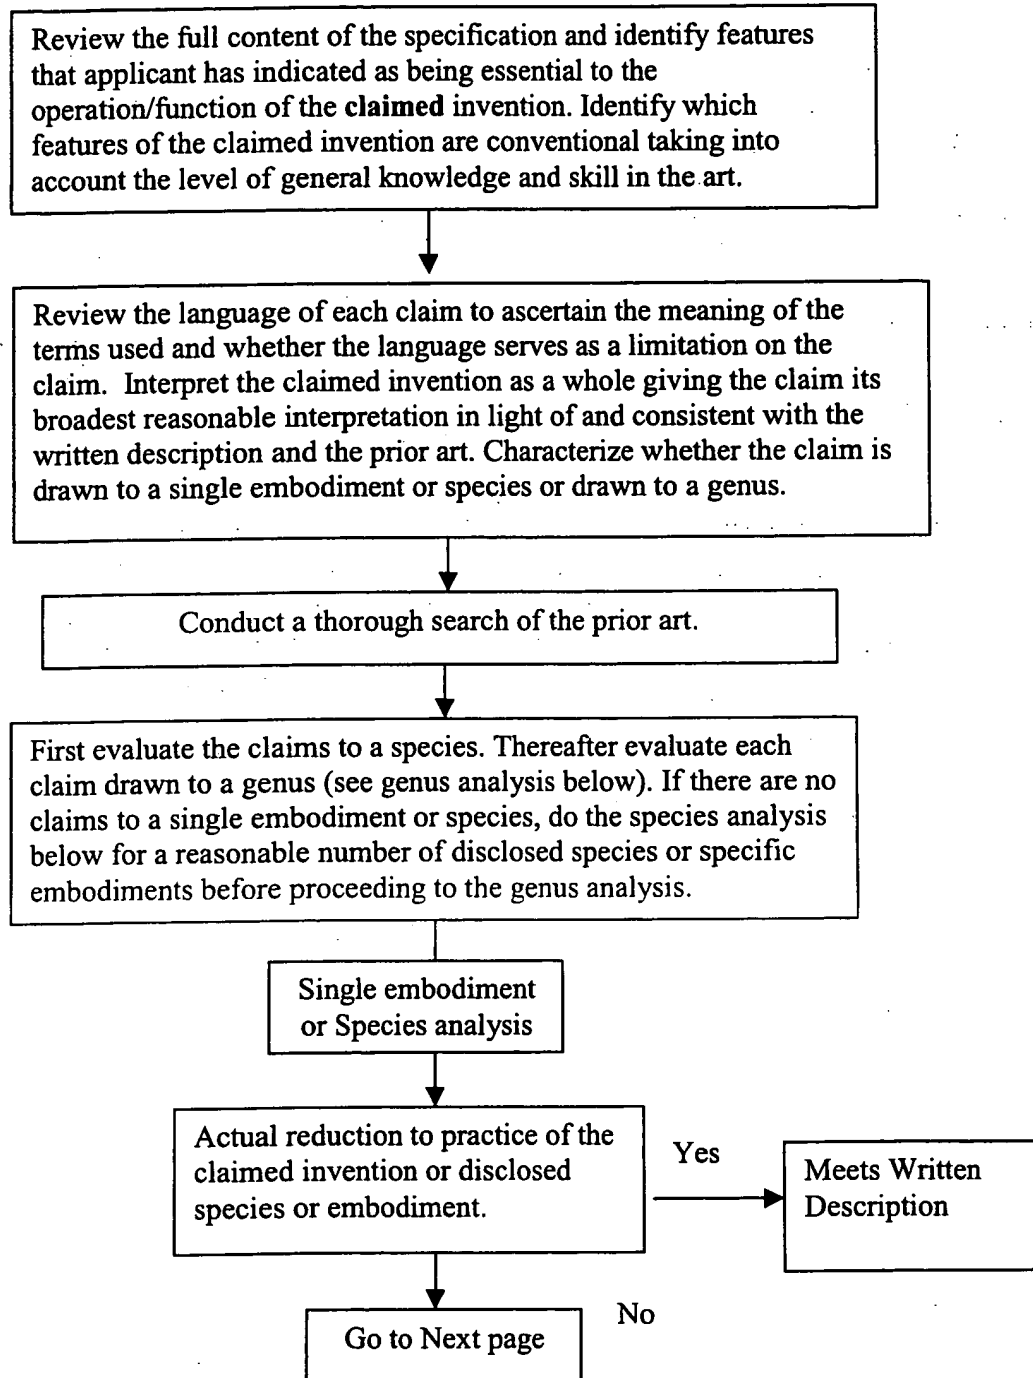 Review the full content of the specification and identify features
that applicant has indicated as being essential to the
operation/function of the claimed invention. Identify which
features of the claimed invention are conventional taking into
account the level of general knowledge and skill in the art.
Review the language of each claim to ascertain the meaning of the
terms used and whether the language serves as a limitation on the
claim. Interpret the claimed invention as a whole giving the claim its
broadest reasonable interpretation in light of and consistent with the
written description and the prior art. Characterize whether the claim is
drawn to a single embodiment or species or drawn to a genus.
Conduct a thorough search of the prior art.
First evaluate the claims to a species. Thereafter evaluate each
claim drawn to a genus (see genus analysis below). If there are no
claims to a single embodiment or species, do the species analysis
below for a reasonable number of disclosed species or specific
embodiments before proceeding to the genus analysis.
Single embodiment
or Species analysis
Actual reduction to practice of the
claimed invention or disclosed
species or embodiment.
Yes
Meets Written
Description
No
Go to Next page